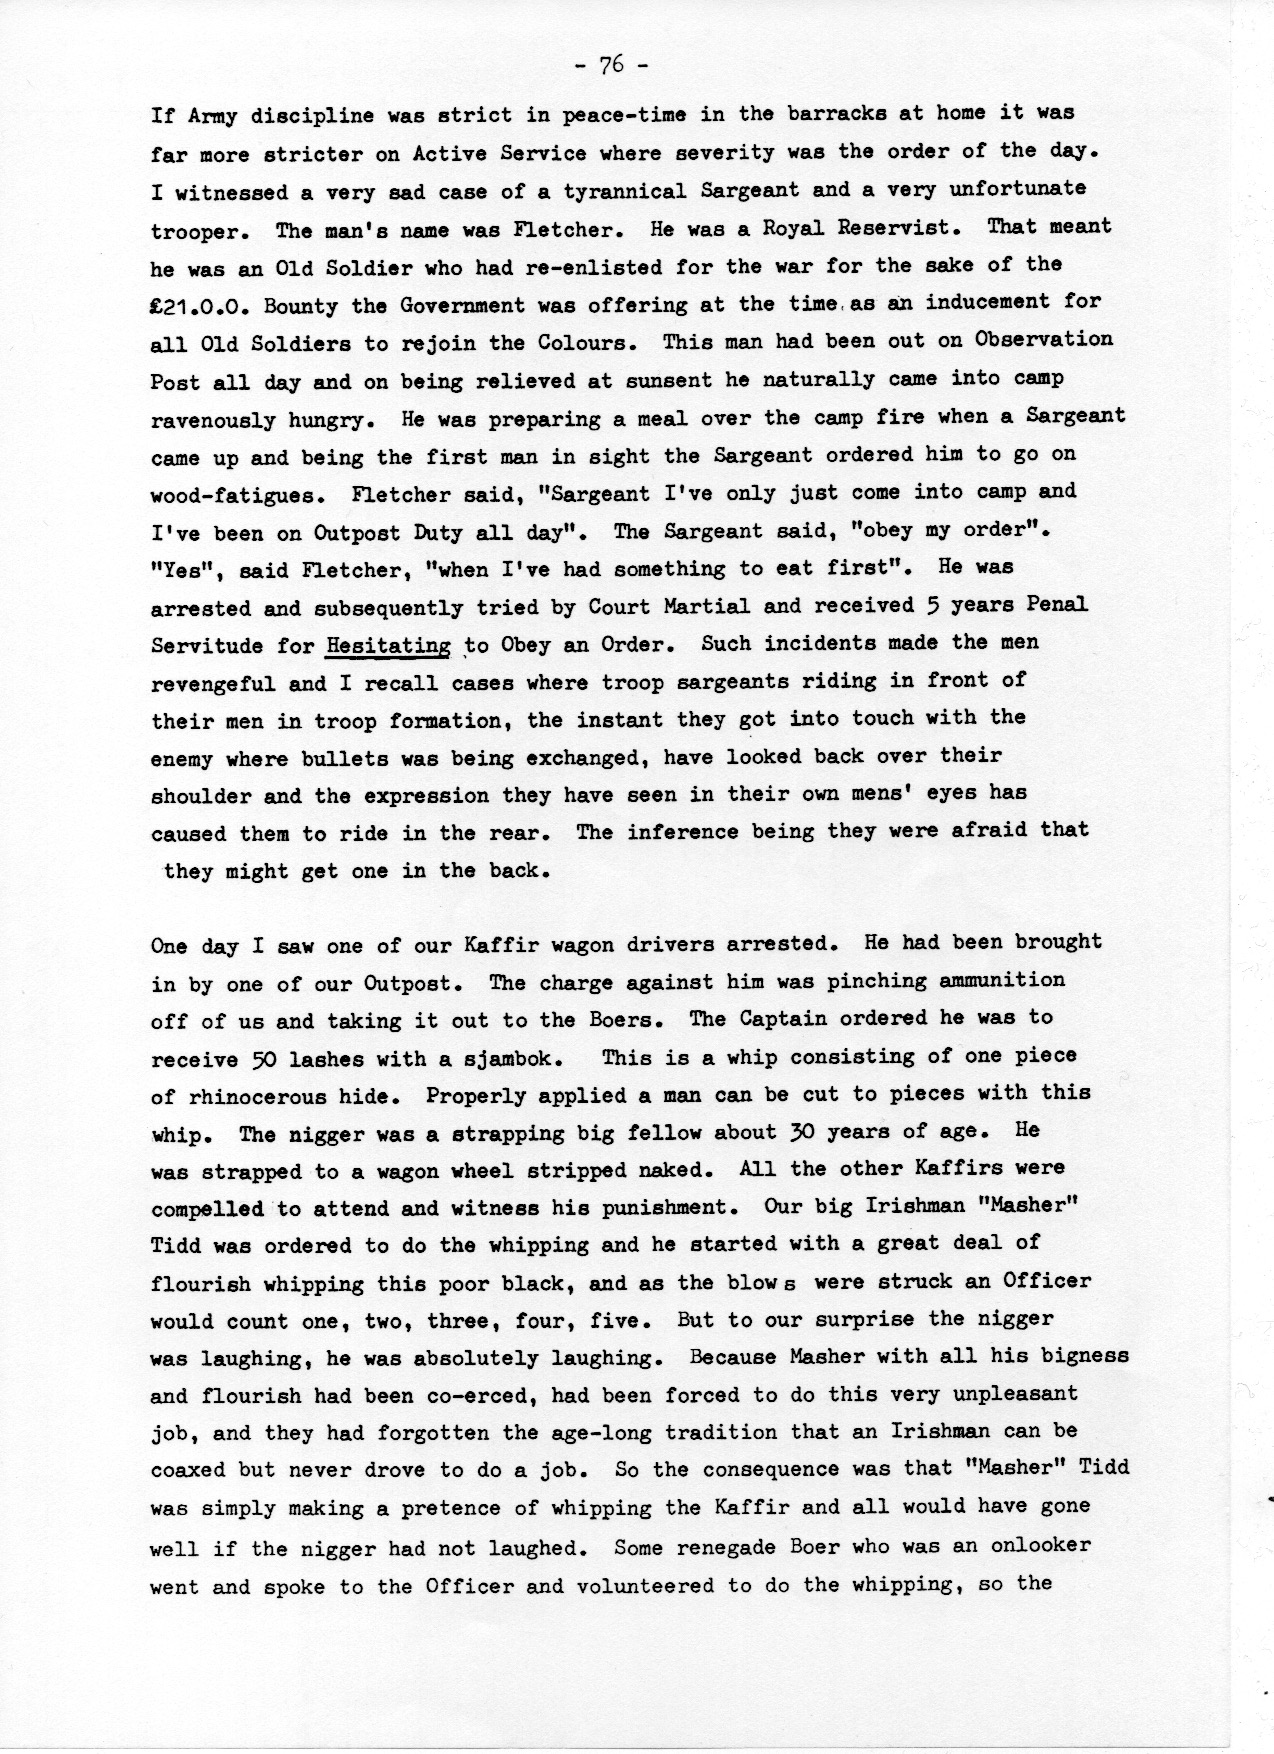 - 76 -
If Army discipline was strict in peace-time in the barracks at home it was
far more stricter on Active Service where severity was the order of the day.
I witnessed a very sad case of a tyrannical Sargeant and a very unfortunate
trooper. The man's name was Fletcher. He was a Royal Reservist. That meant
he was an Old Soldier who had re-enlisted for the war for the sake of the
£21.0.0. Bounty the Government was offering at the time, as an inducement for
all Old Soldiers to rejoin the Colours. This man had been out on Observation
Post all day and on being relieved at sunsent he naturally came into camp
ravenously hungry. He was preparing a meal over the camp fire when a Sargeant
came up and being the first man in sight the Sargeant ordered him to go on
wood-fatigues. Fletcher said, "Sargeant I've only just come into camp and
I've been on Outpost Duty all day". The Sargeant said, "obey my order".
"Yes", said Fletcher, "when I've had something to eat first". He was
arrested and subsequently tried by Court Martial and received 5 years Penal
Servitude for Hesitating to Obey an Order. Such incidents made the men
revengeful and I recall cases where troop sargeants riding in front of
their men in troop formation, the instant they got into touch with the
enemy where bullets was being exchanged, have looked back over their
shoulder and the expression they have seen in their own mens' eyes has
caused them to ride in the rear. The inference being they were afraid that
they might get one in the back.

One day I saw one of our Kaffir wagon drivers arrested. He had been brought
in by one of our Outpost. The charge against him was pinching ammunition
off of us and taking it out to the Boers. The Captain ordered he was to
receive 50 lashes with a sjambok. This is a whip consisting of one piece
of rhinocerous hide. Properly applied a man can be cut to pieces with this
whip. The nigger was a strapping big fellow about 30 years of age. He
was strapped to a wagon wheel stripped naked. All the other Kaffirs were
compelled to attend and witness his punishment. Our big Irishman "Masher"
Tidd was ordered to do the whipping and he started with a great deal of
flourish whipping this poor black, and as the blows were struck an Officer
would count one, two, three, four, five. But to our surprise the nigger
was laughing, he was absolutely laughing. Because Masher with all his bigness
and flourish had been co-erced, had been forced to do this very unpleasant
job, and they had forgotten the age-long tradition that an Irishman can be
coaxed but never drove to do a job. So the consequence was that "Masher" Tidd
was simply making a pretence of whipping the Kaffir and all would have gone
well if the nigger had not laughed. Some renegade Boer who was an onlooker
went and spoke to the Officer and volunteered to do the whipping, so the